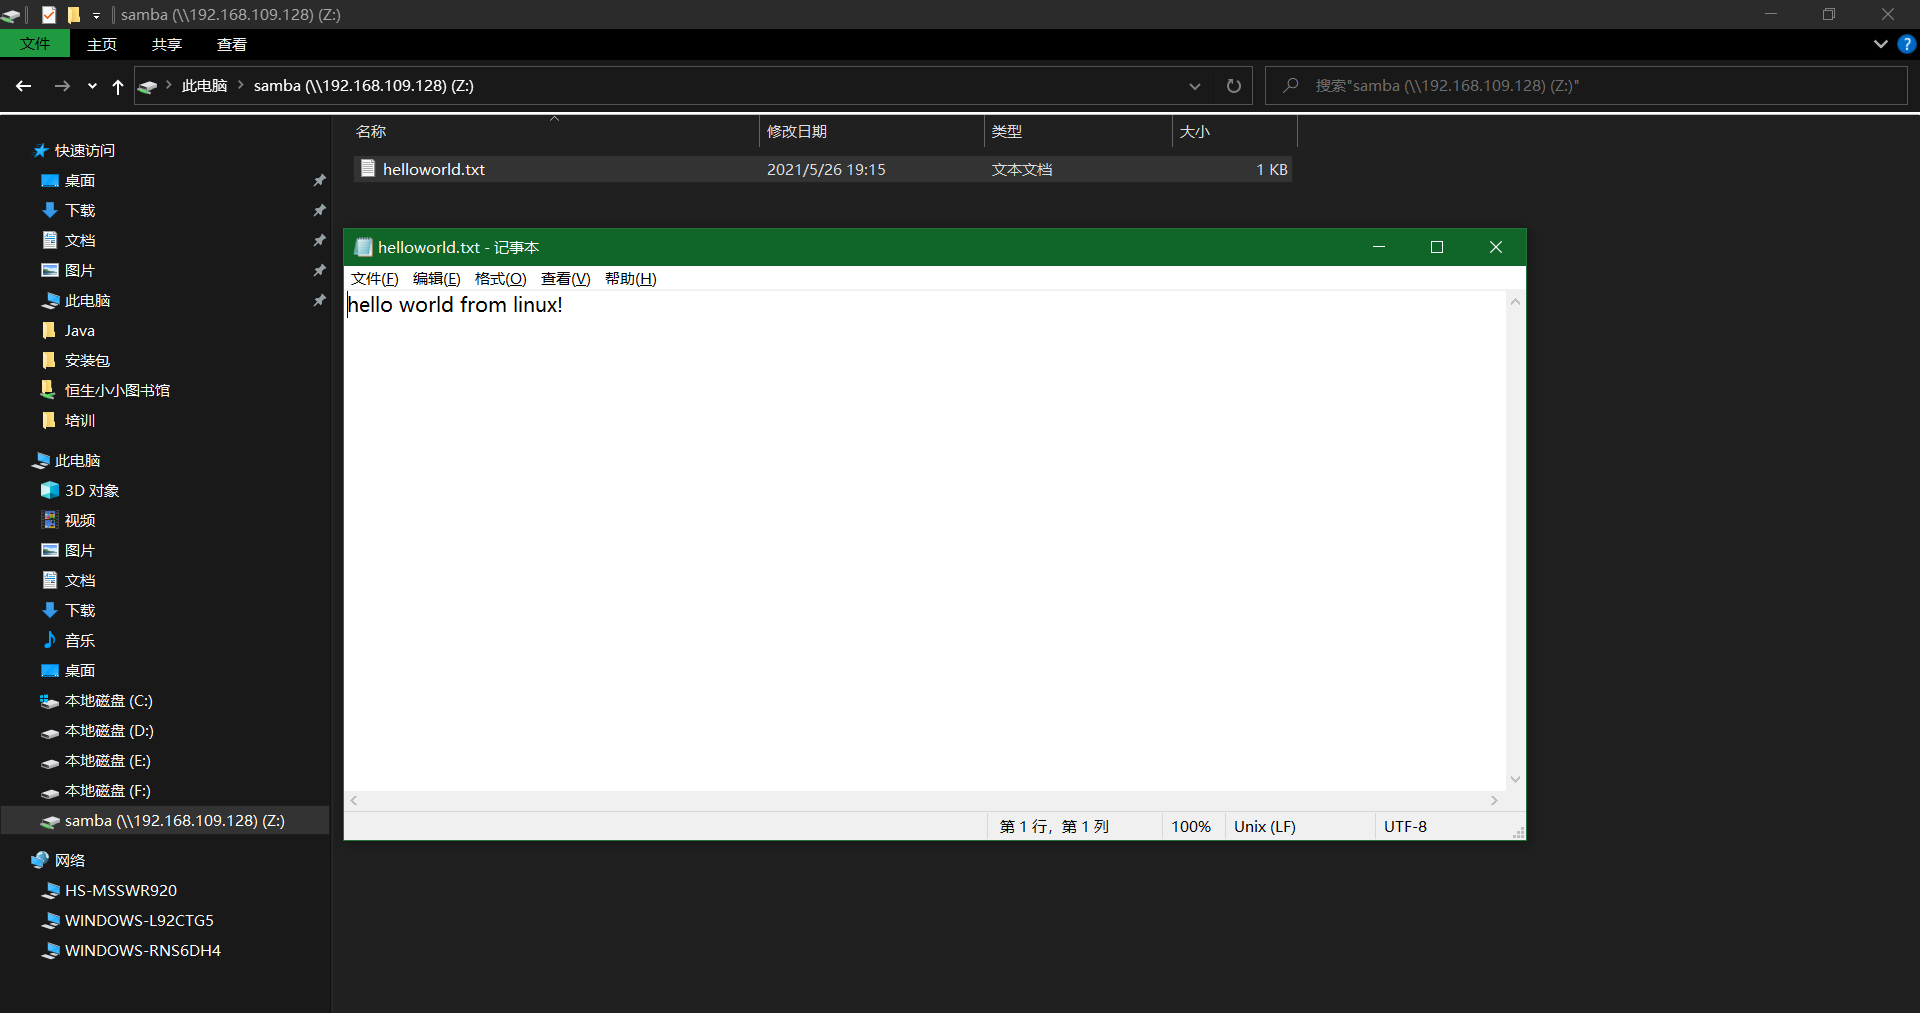 samba (\\192.168.109.128) (Z:)
文件 主页 共享 查看
此电脑 samba (\\192.168.109.128) (Z:) 搜索"samba (\\192.168.109.128) (Z:)"
名称 修改日期 类型 大小
helloworld.txt 2021/5/26 19:15 文本文档 1 KB
快速访问
桌面
下载
文档
图片
此电脑
Java
安装包
恒生小小图书馆
培训
此电脑
3D 对象
视频
图片
文档
下载
音乐
桌面
本地磁盘 (C:)
本地磁盘 (D:)
本地磁盘 (E:)
本地磁盘 (F:)
samba (\\192.168.109.128) (Z:)
网络
HS-MSSWR920
WINDOWS-L92CTG5
WINDOWS-RNS6DH4
helloworld.txt - 记事本
文件(F) 编辑(E) 格式(O) 查看(V) 帮助(H)
hello world from linux!
第 1 行，第 1 列 100% Unix (LF) UTF-8